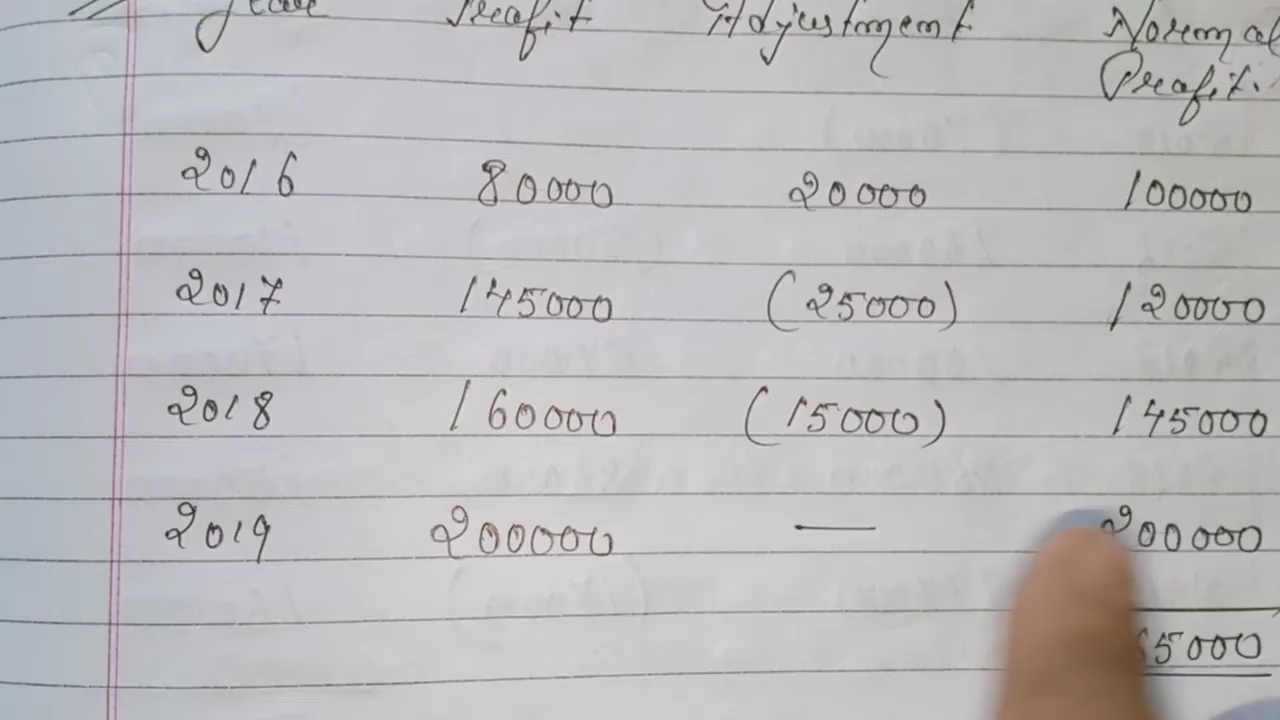 Year Profit Adjustment Normal
Profit.
2016 80000 20000 100000
2017 145000 (25000) 120000
2018 160000 (15000) 145000
2019 200000 — 200000
65000